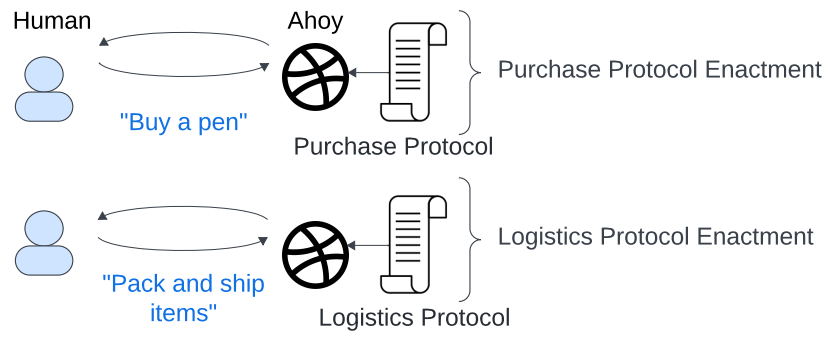 Human
Ahoy
Purchase Protocol Enactment
"Buy a pen"
Purchase Protocol
Logistics Protocol Enactment
"Pack and ship
items"
Logistics Protocol